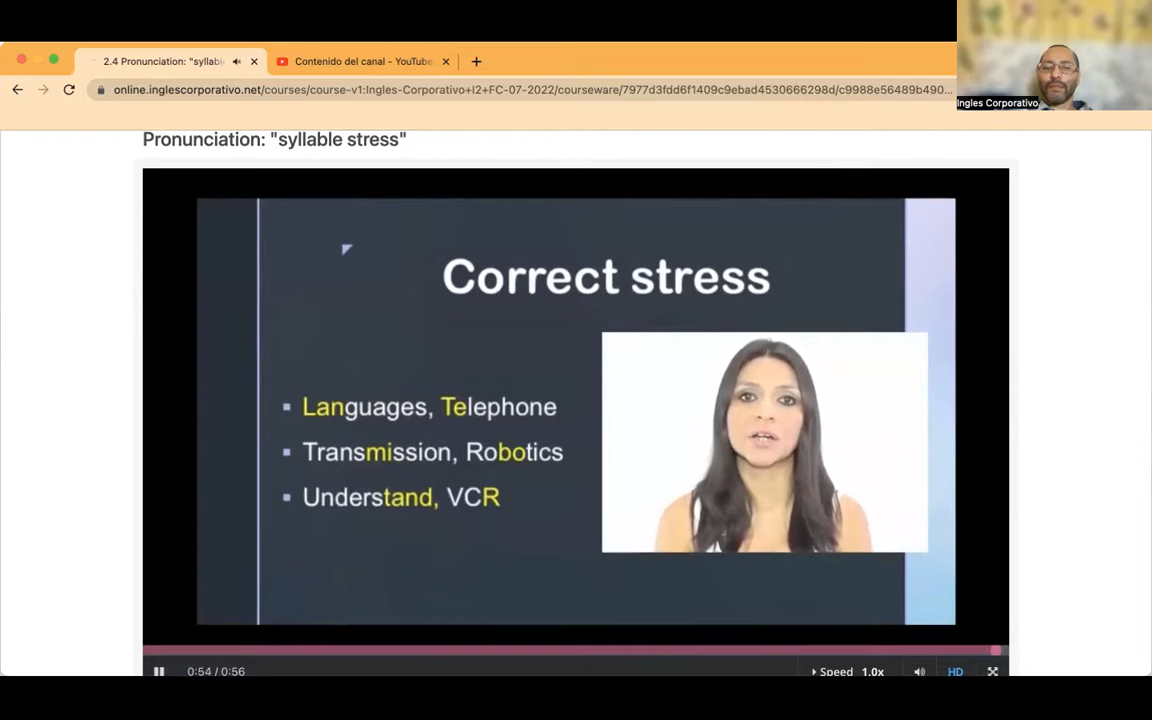 2.4 Pronunciation: "syllab
Contenido del canal - YouTube
online.inglescorporativo.net/courses/course-v1:Ingles-Corporativo+I2+FC-07-2022/courseware/7977d3fdd6f1409c9ebad4530666298d/c9988e56489b490...
Ingles Corporativo
Pronunciation: "syllable stress"
Correct stress
Languages, Telephone
Transmission, Robotics
Understand, VCR
0:54 / 0:56
Speed 1.0x
HD